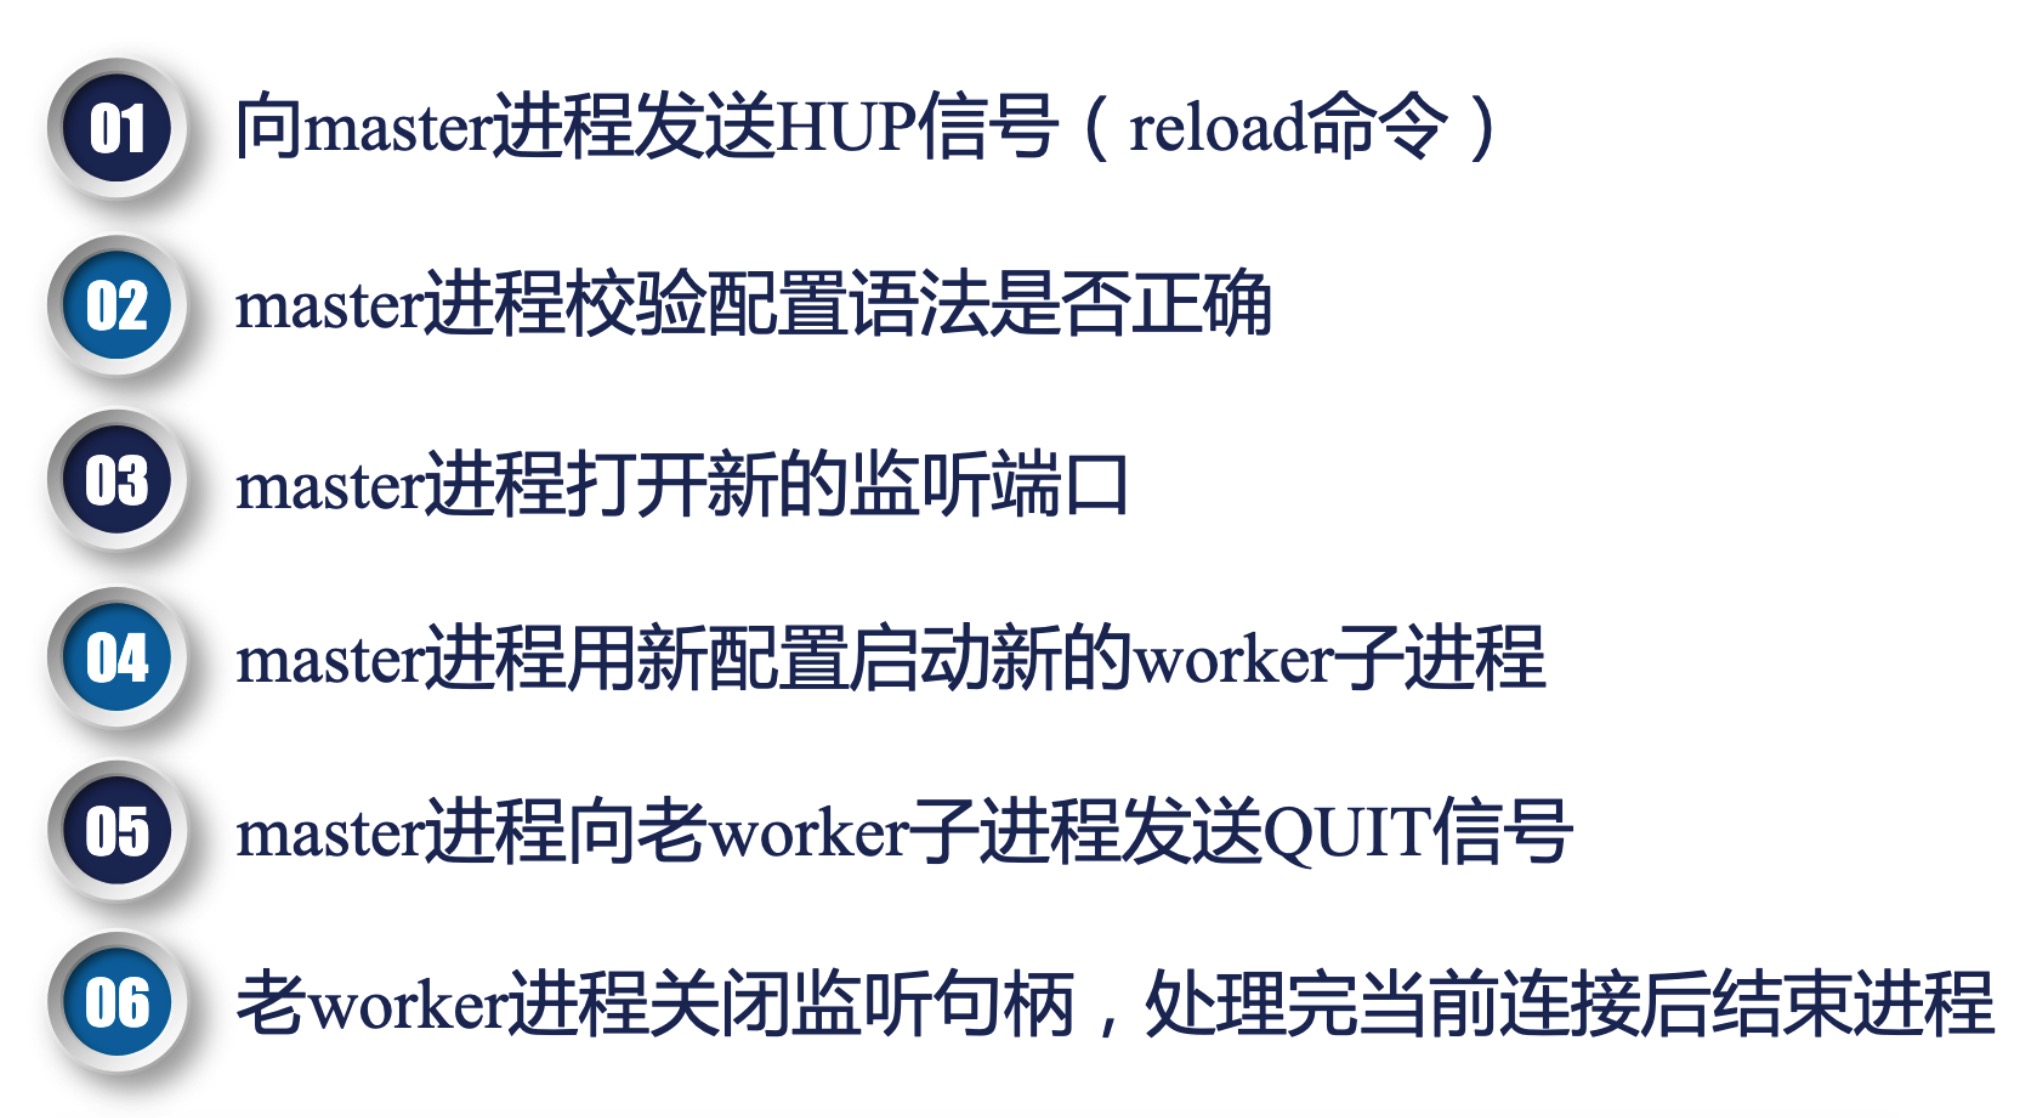 01 向master进程发送HUP信号（reload命令）
02 master进程校验配置语法是否正确
03 master进程打开新的监听端口
04 master进程用新配置启动新的worker子进程
05 master进程向老worker子进程发送QUIT信号
06 老worker进程关闭监听句柄，处理完当前连接后结束进程